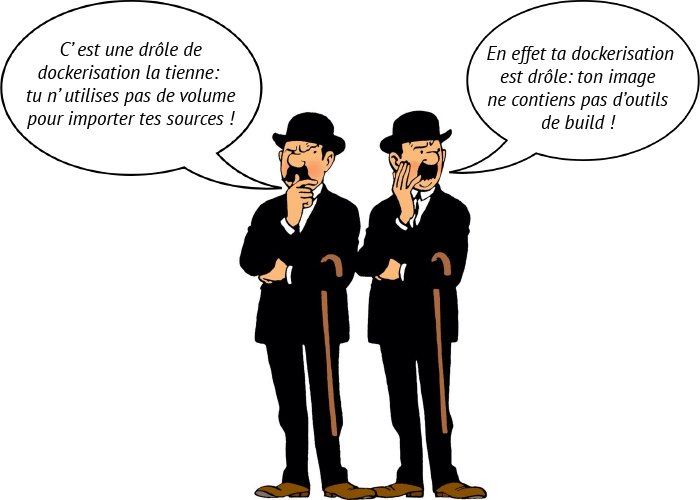 C’ est une drôle de
dockerisation la tienne:
tu n’ utilises pas de volume
pour importer tes sources !
En effet ta dockerisation
est drôle: ton image
ne contiens pas d’outils
de build !